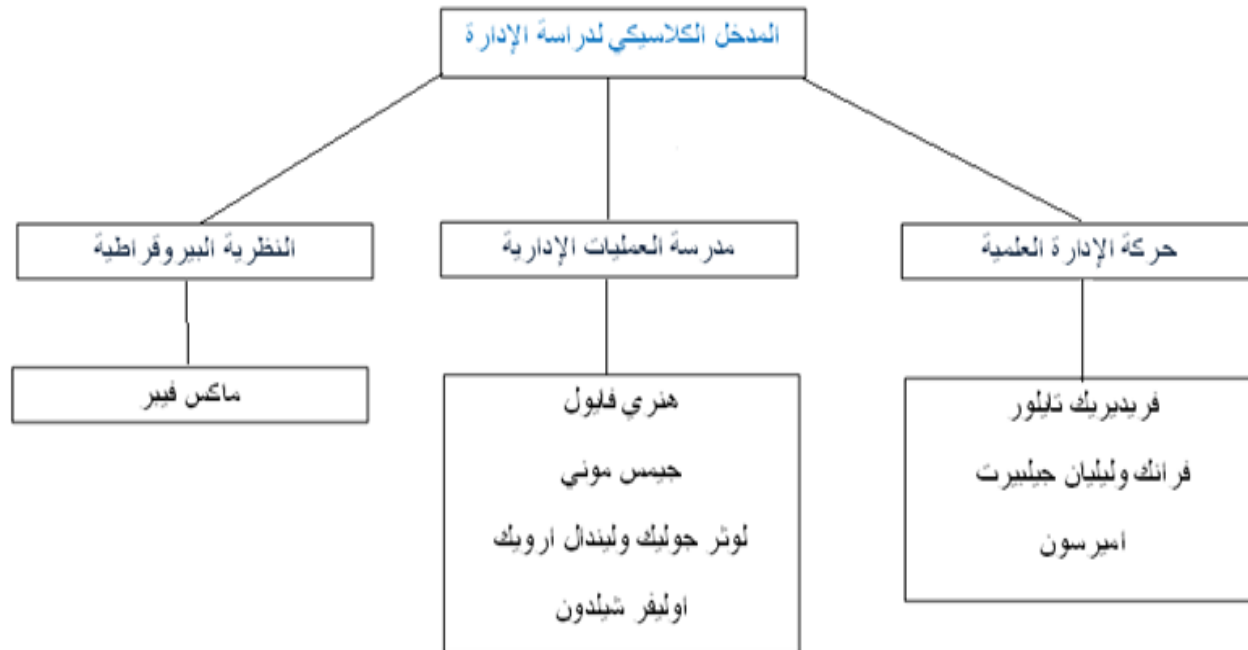 المدخل الكلاسيكي لدراسة الإدارة
حركة الإدارة العلمية
مدرسة العمليات الإدارية
النظرية البيروقراطية
فريديريك تايلور
فرانك وليليان جيلبيرت
اميرسون
هنري فايول
جيمس موني
لوثر جوليك وليندال ارويك
اوليفر شيلدون
ماكس فيبر